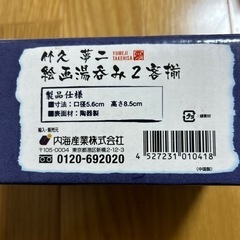 竹久 夢二
YUMEJI
TAKEHISA
絵画湯呑み2客揃
製品仕様
■寸法：口径5.6cm 高さ8.5cm
■表面材：陶器製
輸入・販売元
内海産業株式会社
〒105-0004 東京都港区新橋2-12-3
0120-692020
4 527231 010418
(中国製)